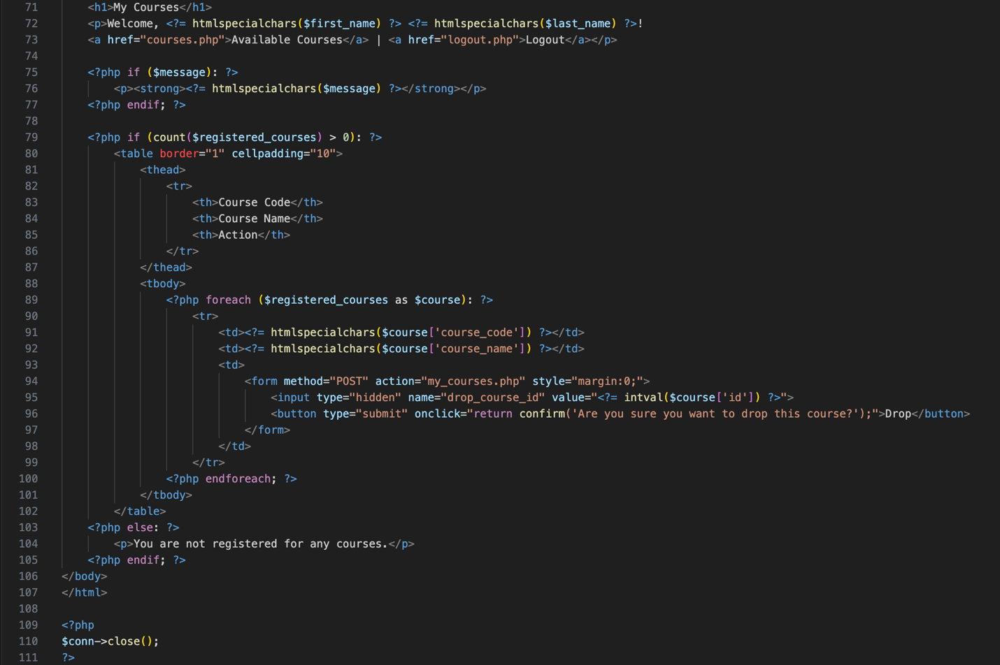 71 <h1>My Courses</h1>
72 <p>Welcome, <?= htmlspecialchars($first_name) ?> <?= htmlspecialchars($last_name) ?>!
73 <a href="courses.php">Available Courses</a> | <a href="logout.php">Logout</a></p>
74
75 <?php if ($message): ?>
76 <p><strong><?= htmlspecialchars($message) ?></strong></p>
77 <?php endif; ?>
78
79 <?php if (count($registered_courses) > 0): ?>
80 <table border="1" cellpadding="10">
81 <thead>
82 <tr>
83 <th>Course Code</th>
84 <th>Course Name</th>
85 <th>Action</th>
86 </tr>
87 </thead>
88 <tbody>
89 <?php foreach ($registered_courses as $course): ?>
90 <tr>
91 <td><?= htmlspecialchars($course['course_code']) ?></td>
92 <td><?= htmlspecialchars($course['course_name']) ?></td>
93 <td>
94 <form method="POST" action="my_courses.php" style="margin:0;">
95 <input type="hidden" name="drop_course_id" value="<?= intval($course['id']) ?>">
96 <button type="submit" onclick="return confirm('Are you sure you want to drop this course?');">Drop</button>
97 </form>
98 </td>
99 </tr>
100 <?php endforeach; ?>
101 </tbody>
102 </table>
103 <?php else: ?>
104 <p>You are not registered for any courses.</p>
105 <?php endif; ?>
106 </body>
107 </html>
108
109 <?php
110 $conn->close();
111 ?>